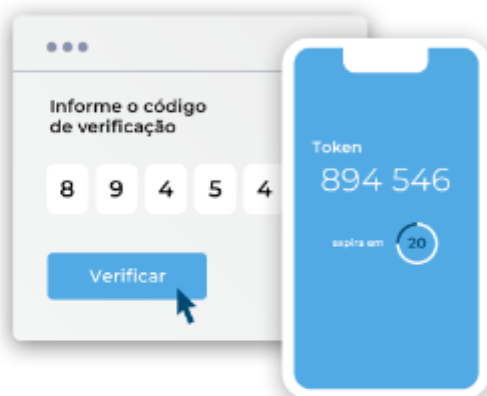 Informe o código
de verificação
8 9 4 5 4
Verificar
Token
894 546
expira em 20